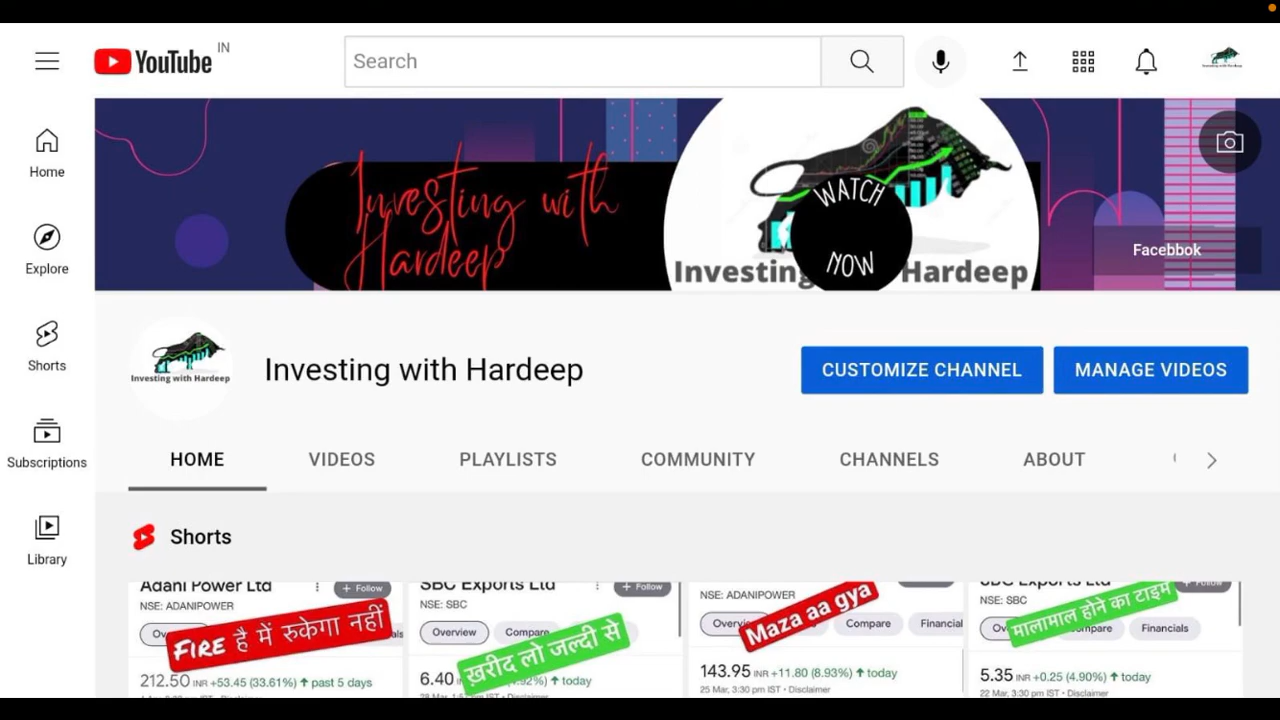 YouTube IN
Search
Home
Explore
Shorts
Subscriptions
Library
Investing with
Hardeep
WATCH
NOW
Investing Hardeep
Facebbok
Investing with Hardeep
Investing with Hardeep
CUSTOMIZE CHANNEL
MANAGE VIDEOS
HOME
VIDEOS
PLAYLISTS
COMMUNITY
CHANNELS
ABOUT
Shorts
Adani Power Ltd
+ Follow
NSE: ADANIPOWER
FIRE है में रुकेगा नहीं
212.50 INR +53.45 (33.61%) ↑ past 5 days
SBC Exports Ltd
+ Follow
NSE: SBC
Overview
Compare
ख़रीद लो जल्दी से
6.40
today
NSE: ADANIPOWER
Maza aa gya
Compare
Financial
143.95 INR +11.80 (8.93%) ↑ today
25 Mar, 3:30 pm IST • Disclaimer
SBC Exports Ltd
+ Follow
NSE: SBC
मालामाल होने का टाइम
Financials
5.35 INR +0.25 (4.90%) ↑ today
22 Mar, 3:30 pm IST • Disclaimer